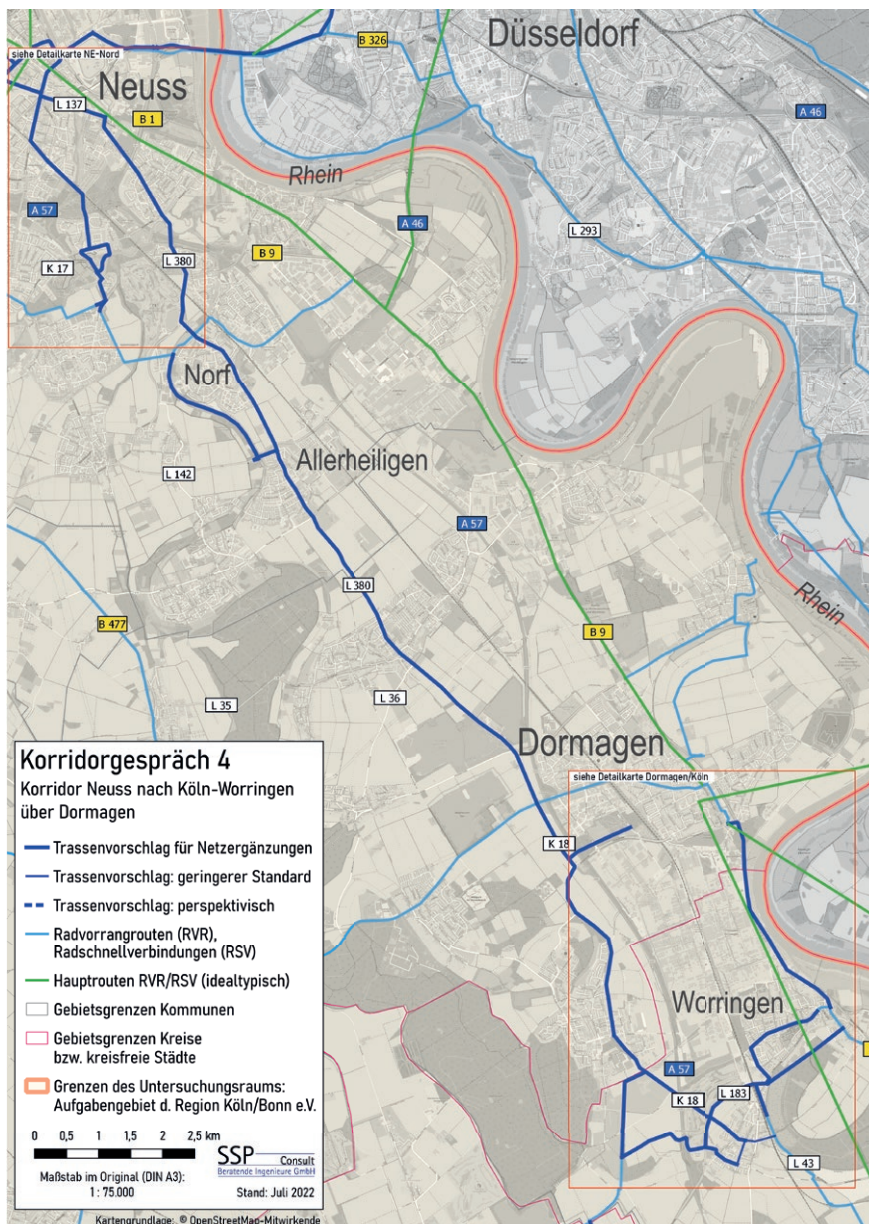 siehe Detailkarte NE-Nord
Düsseldorf
B 326
Neuss
L 137
B 1
A 46
Rhein
A 57
A 46
L 293
K 17
L 380
B 9
Norf
Allerheiligen
L 142
A 57
L 380
Rhein
B 477
B 9
L 36
L 35
Dormagen
siehe Detailkarte Dormagen/Köln
K 18
Worringen
A 57
K 18
L 183
L 43
Korridorgespräch 4
Korridor Neuss nach Köln-Worringen
über Dormagen
Trassenvorschlag für Netzergänzungen
Trassenvorschlag: geringerer Standard
Trassenvorschlag: perspektivisch
Radvorrangrouten (RVR),
Radschnellverbindungen (RSV)
Hauptrouten RVR/RSV (idealtypisch)
Gebietsgrenzen Kommunen
Gebietsgrenzen Kreise
bzw. kreisfreie Städte
Grenzen des Untersuchungsraums:
Aufgabengebiet d. Region Köln/Bonn e.V.
0 0,5 1 1,5 2 2,5 km
Maßstab im Original (DIN A3):
1 : 75.000
SSP Consult
Beratende Ingenieure GmbH
Stand: Juli 2022
Kartengrundlage: © OpenStreetMap-Mitwirkende